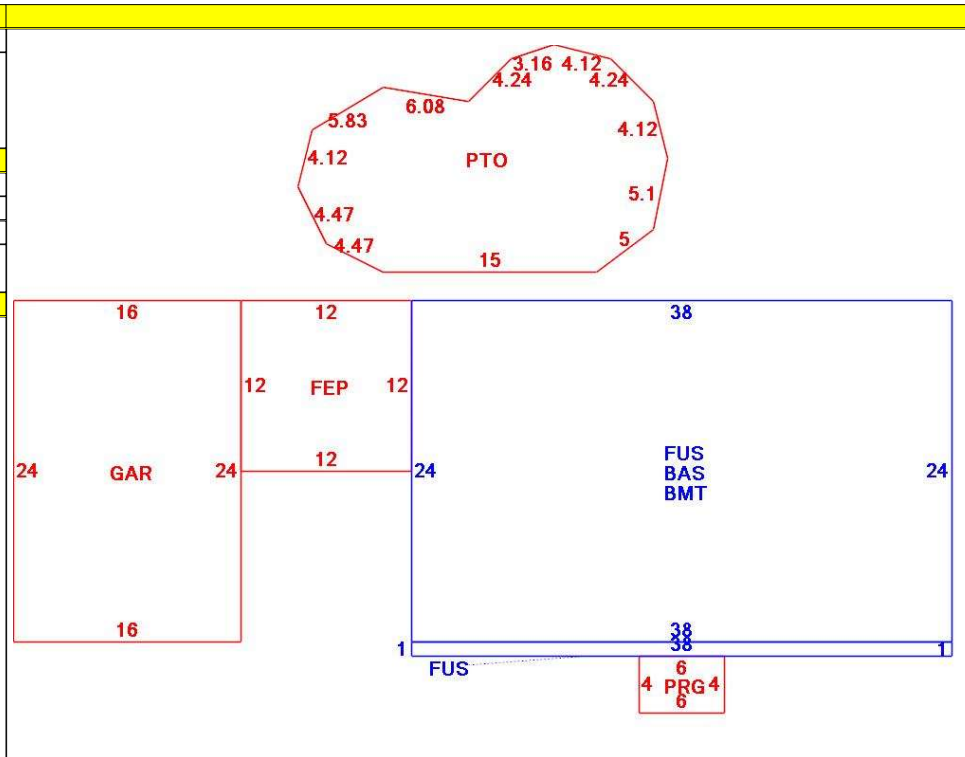 3.16 4.12
4.24 4.24
6.08
5.83 4.12
4.12 PTO
5.1
4.47
4.47 5
15
16 12 38
12 FEP 12
FUS
BAS
BMT
12
24 GAR 24 24 24
16 38
1 38 1
FUS 6
4 PRG 4
6